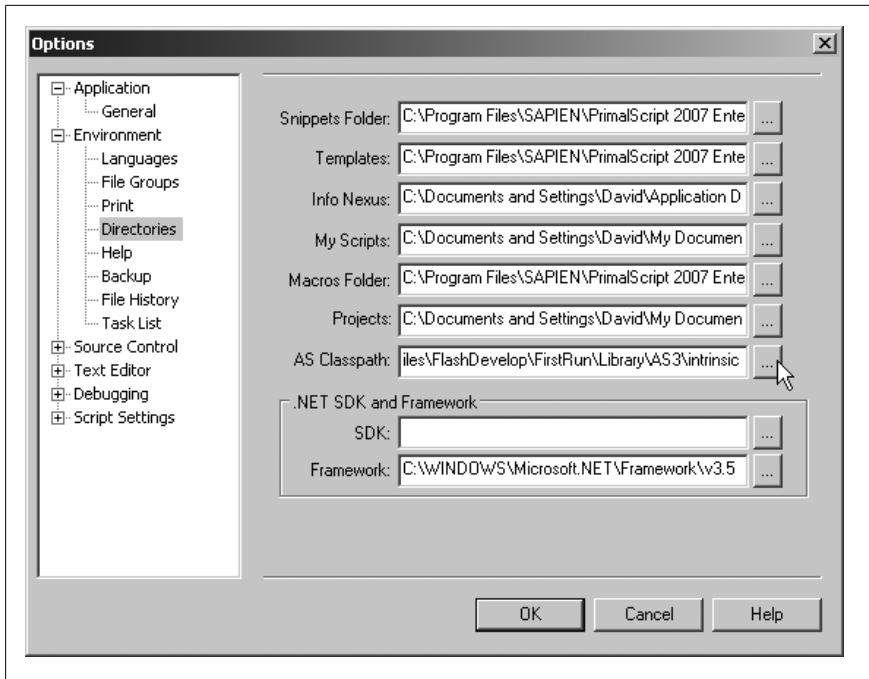 Options
Application
General
Environment
Languages
File Groups
Print
Directories
Help
Backup
File History
Task List
Source Control
Text Editor
Debugging
Script Settings
Snippets Folder: C:\Program Files\SAPIEN\PrimalScript 2007 Ente ...
Templates: C:\Program Files\SAPIEN\PrimalScript 2007 Ente ...
Info Nexus: C:\Documents and Settings\David\Application D ...
My Scripts: C:\Documents and Settings\David\My Documen ...
Macros Folder: C:\Program Files\SAPIEN\PrimalScript 2007 Ente ...
Projects: C:\Documents and Settings\David\My Documen ...
AS Classpath: iles\FlashDevelop\FirstRun\Library\AS3\intrinsic ...
.NET SDK and Framework
SDK: ...
Framework: C:\WINDOWS\Microsoft.NET\Framework\v3.5 ...
OK Cancel Help